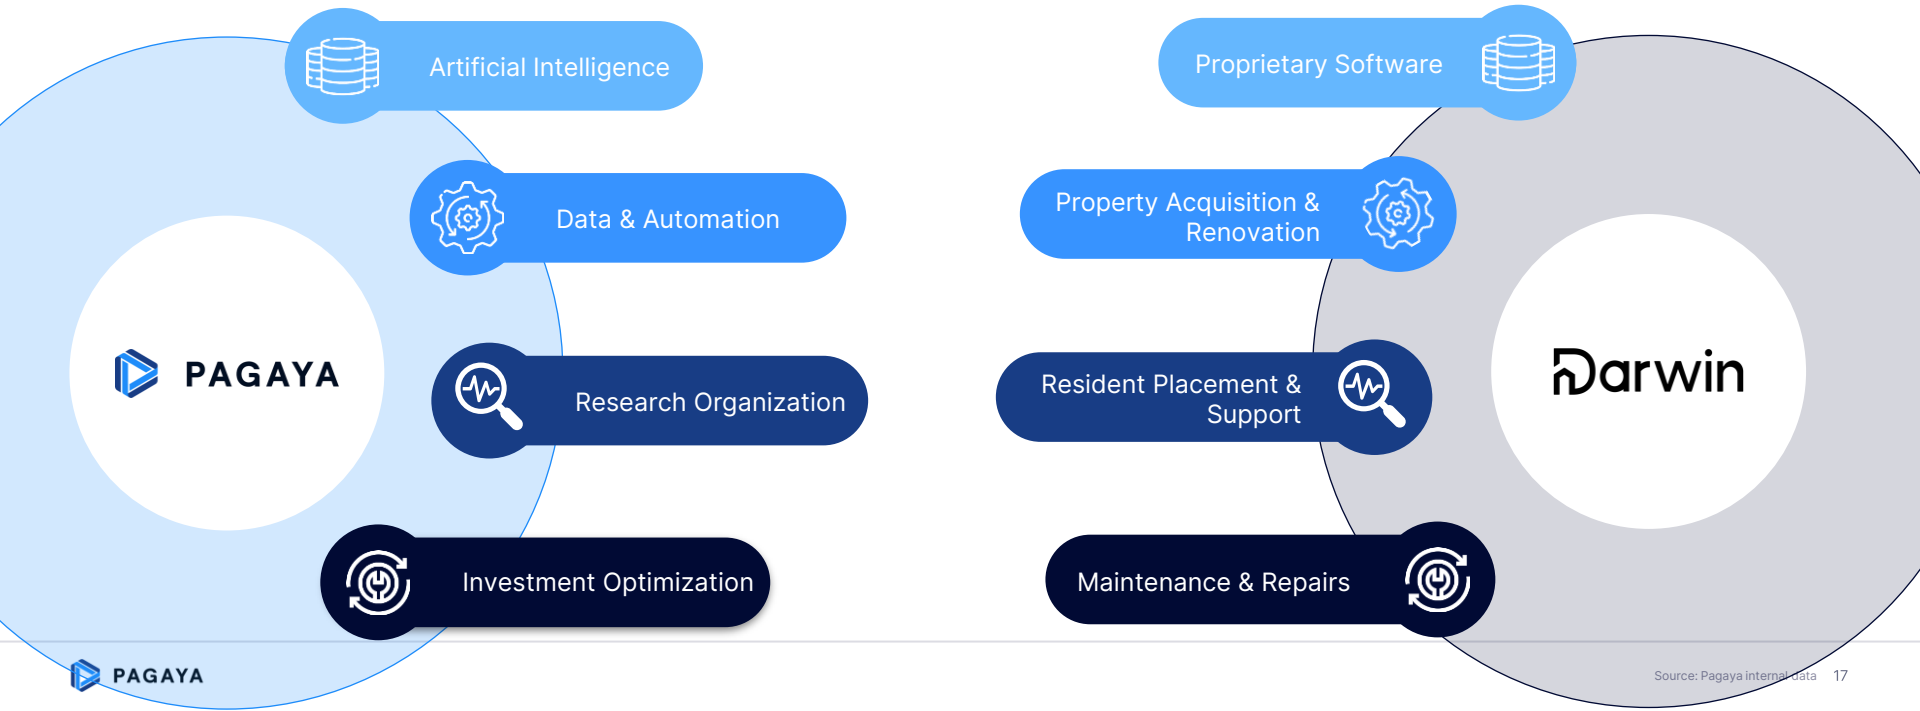 Artificial Intelligence
Data & Automation
PAGAYA
Research Organization
Investment Optimization
Proprietary Software
Property Acquisition &
Renovation
Resident Placement &
Support
Darwin
Maintenance & Repairs
PAGAYA
Source: Pagaya internal data 17